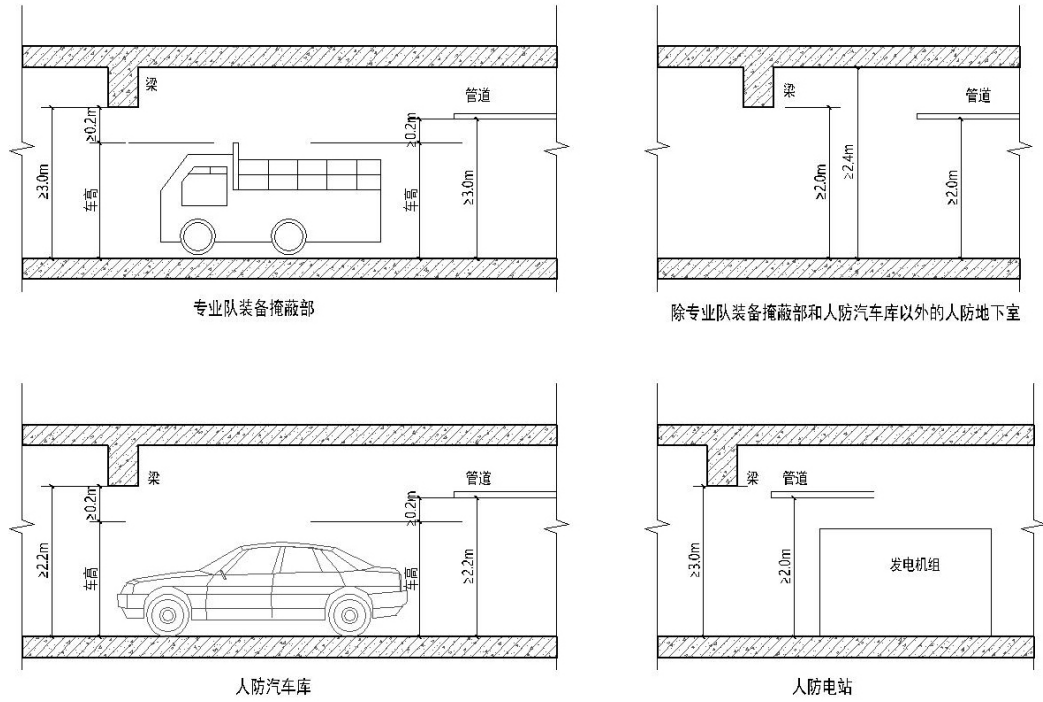 梁
管道
≥0.2m
≥0.2m
≥3.0m
车高
车高
≥3.0m
专业队装备掩蔽部
梁
管道
≥2.0m
≥2.4m
≥2.0m
除专业队装备掩蔽部和人防汽车库以外的人防地下室
梁
管道
≥0.2m
≥0.2m
≥2.2m
车高
车高
≥2.2m
人防汽车库
梁
管道
≥3.0m
≥2.0m
发电机组
人防电站